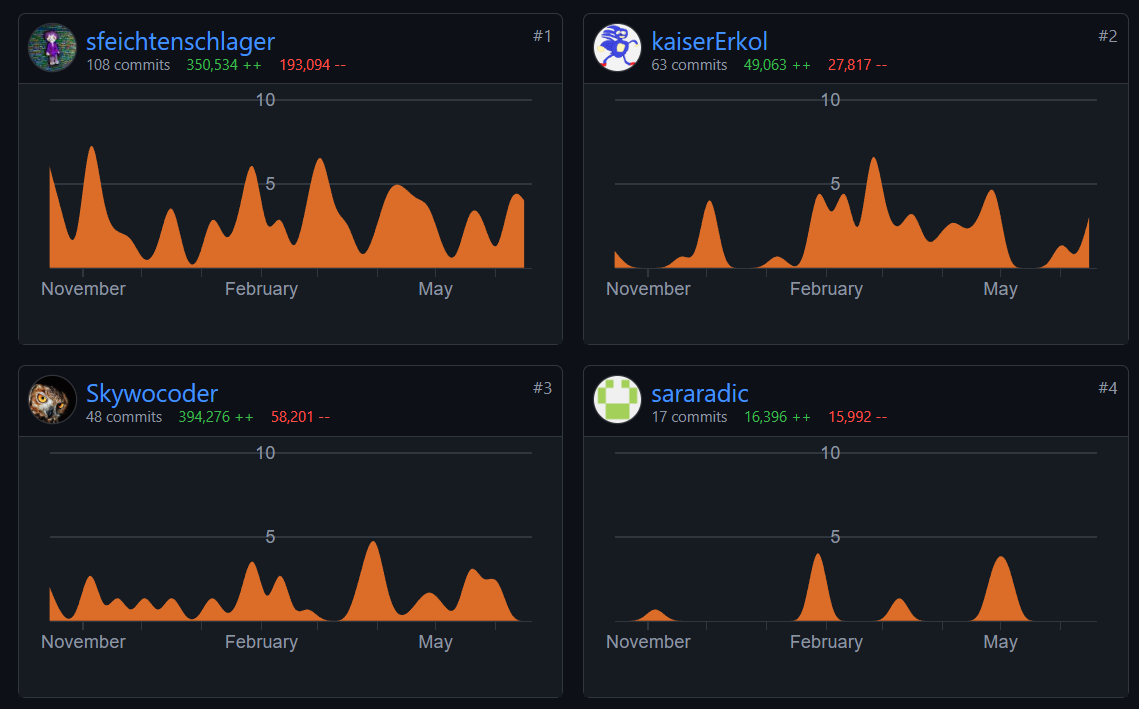 sfeichtenschlager #1
108 commits 350,534 ++ 193,094 --
10
5
November February May
kaiserErkol #2
63 commits 49,063 ++ 27,817 --
10
5
November February May
Skywocoder #3
48 commits 394,276 ++ 58,201 --
10
5
November February May
sararadic #4
17 commits 16,396 ++ 15,992 --
10
5
November February May